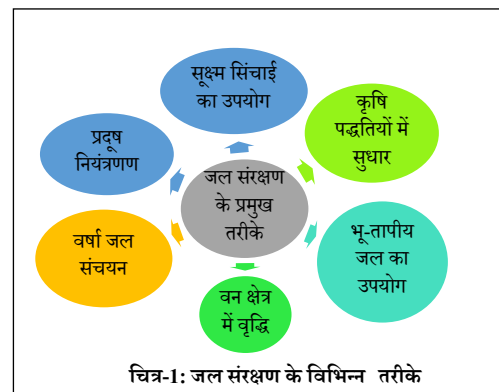 सूक्ष्म सिंचाई
का उपयोग
कृषि
पद्धतियों में
सुधार
प्रदूष
नियंत्रणण
जल संरक्षण
के प्रमुख
तरीके
वर्षा जल
संचयन
भू-तापीय
जल का
उपयोग
वन क्षेत्र
में वृद्धि
चित्र-1: जल संरक्षण के विभिन्न तरीके